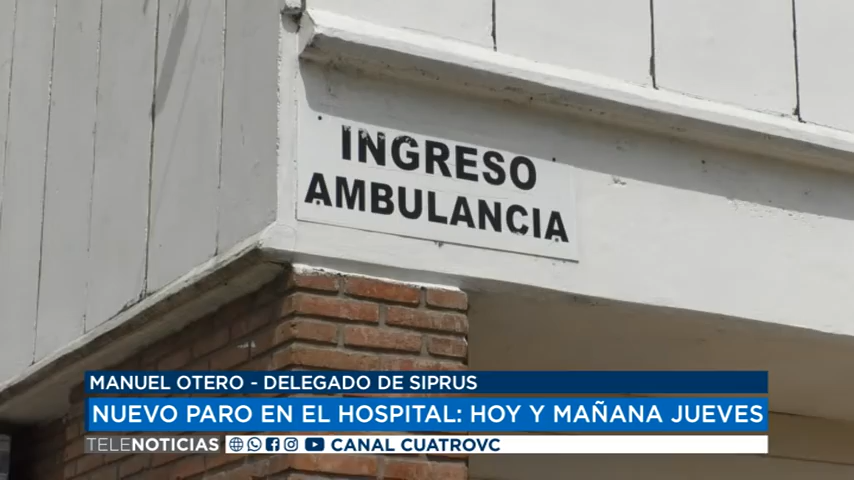 INGRESO
AMBULANCIA
MANUEL OTERO - DELEGADO DE SIPRUS
NUEVO PARO EN EL HOSPITAL: HOY Y MAÑANA JUEVES
TELENOTICIAS CANAL CUATROVC